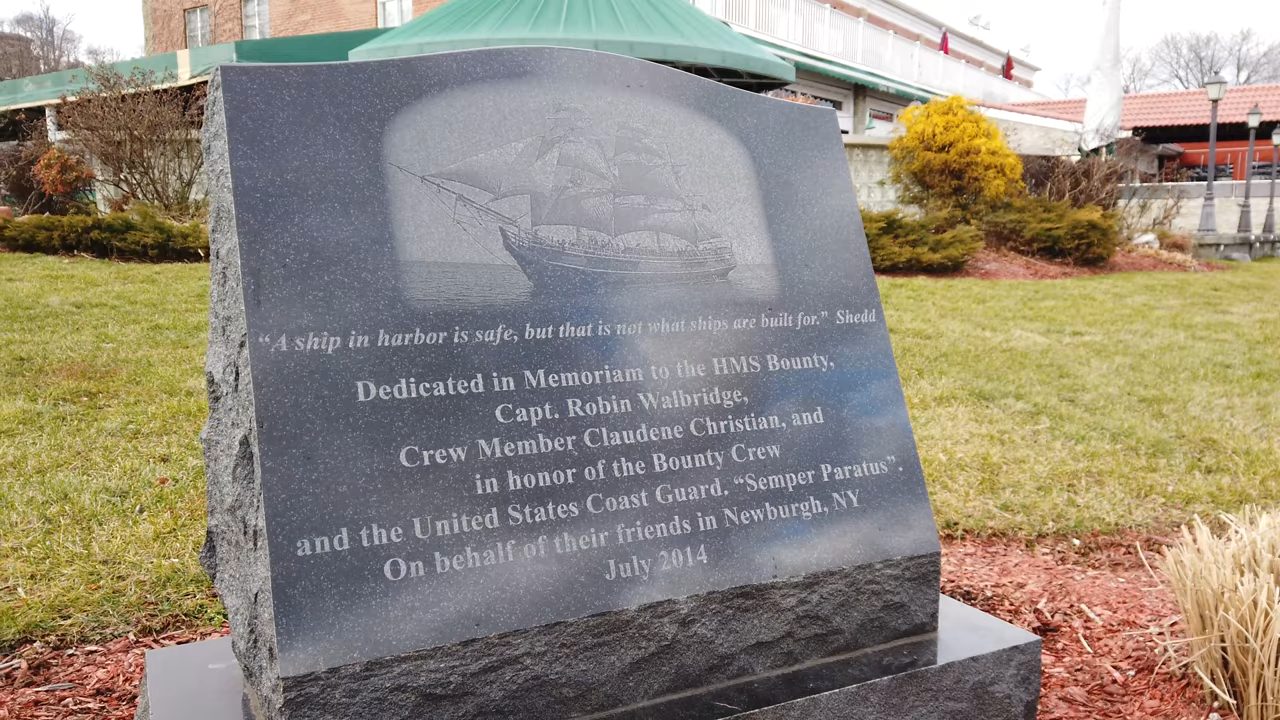 “A ship in harbor is safe, but that is not what ships are built for.” Shedd
Dedicated in Memoriam to the HMS Bounty,
Capt. Robin Walbridge,
Crew Member Claudene Christian, and
in honor of the Bounty Crew
and the United States Coast Guard. “Semper Paratus”.
On behalf of their friends in Newburgh, NY
July 2014